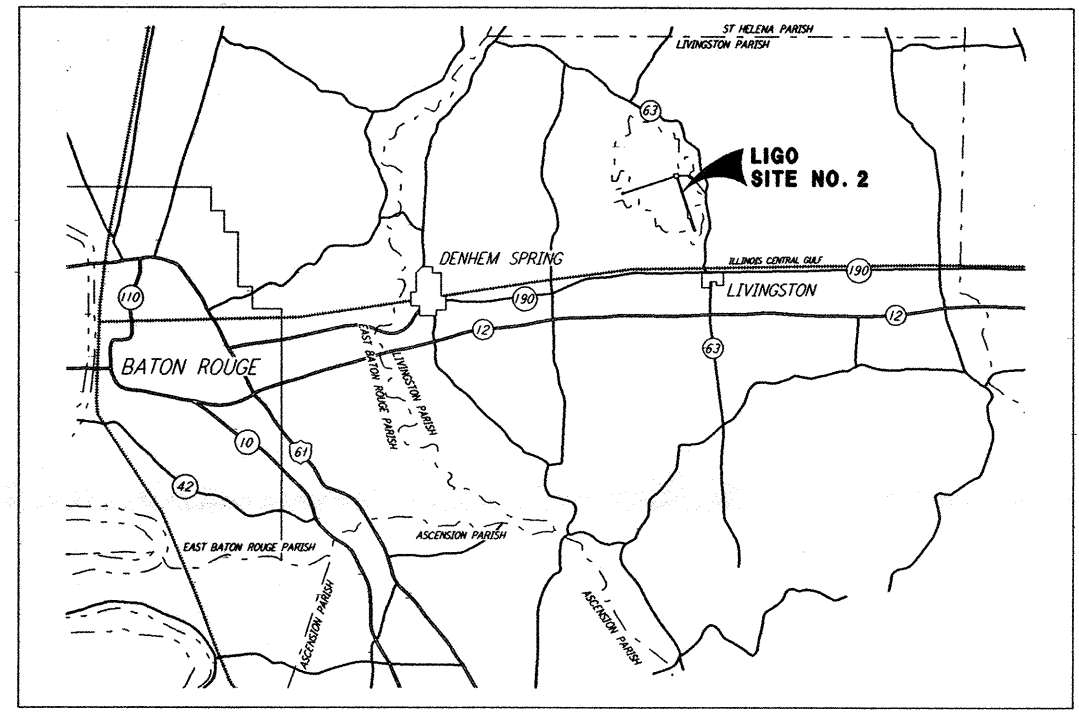 ST HELENA PARISH
LIVINGSTON PARISH
63
LIGO
SITE NO. 2
DENHEM SPRING
ILLINOIS CENTRAL GULF
190
110
190
LIVINGSTON
12
12
EAST BATON ROUGE PARISH
LIVINGSTON PARISH
63
BATON ROUGE
10
61
42
ASCENSION PARISH
EAST BATON ROUGE PARISH
ASCENSION PARISH
ASCENSION PARISH